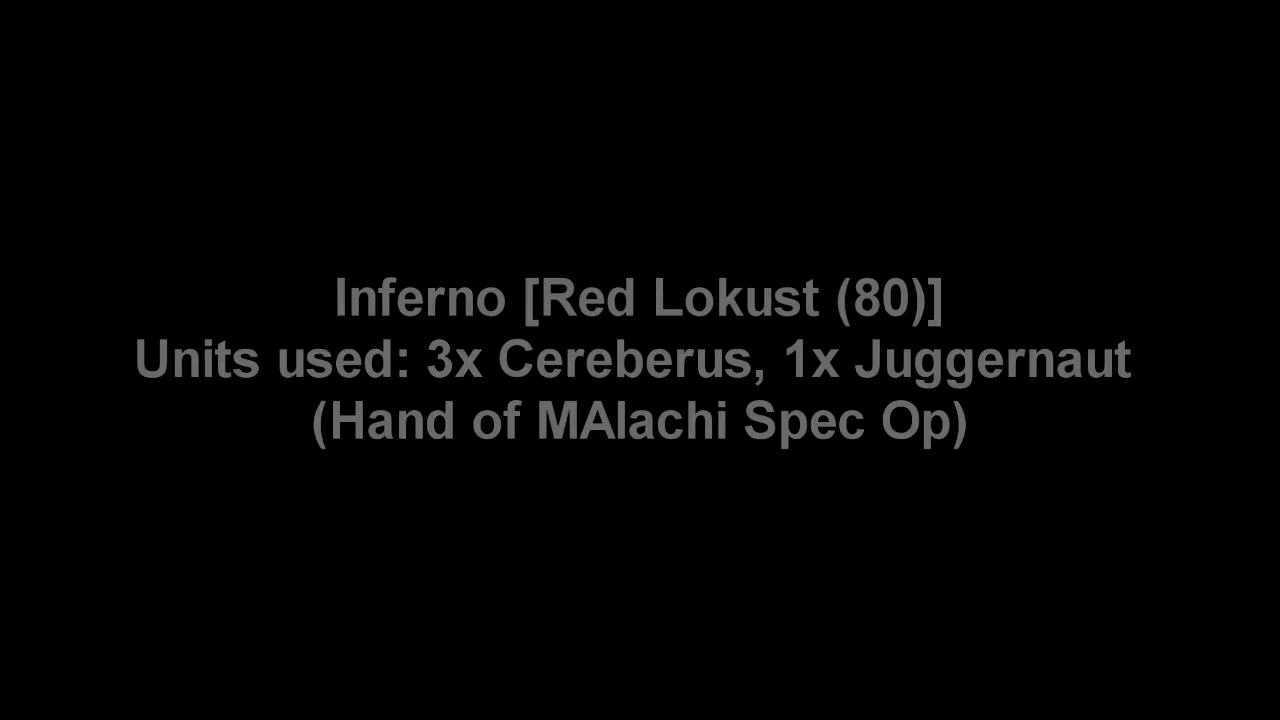 Inferno [Red Lokust (80)]
Units used: 3x Cereberus, 1x Juggernaut
(Hand of MAlachi Spec Op)